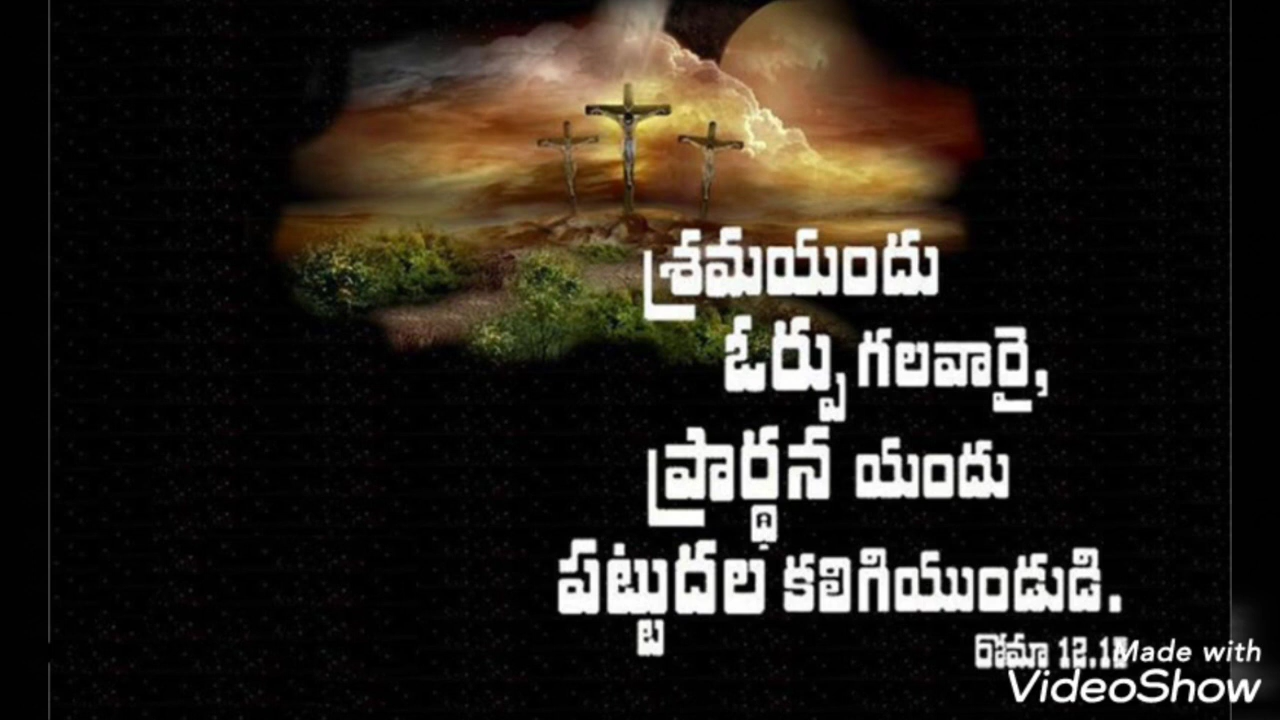 శ్రమయందు
ఓర్పు గలవారై,
ప్రార్థన యందు
పట్టుదల కలిగియుండుడి.
రోమా
Made with
VideoShow